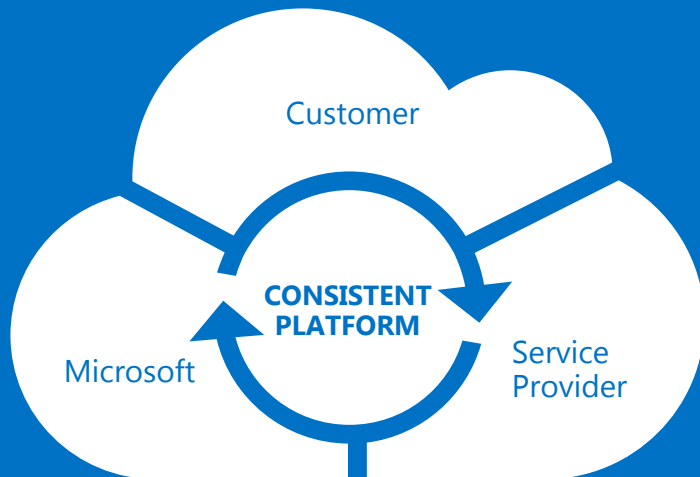 Customer
CONSISTENT
PLATFORM
Microsoft
Service
Provider